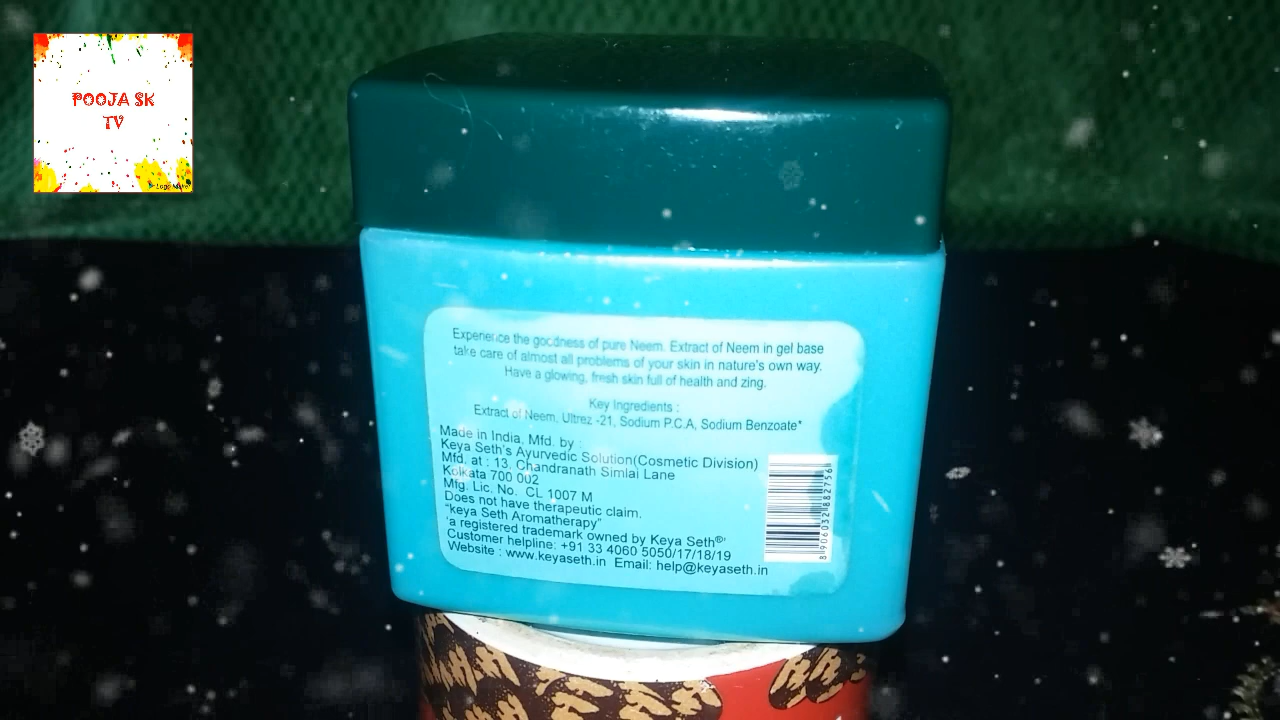 POOJA SK
TV
Logo Maker
Experience the goodness of pure Neem. Extract of Neem in gel base
take care of almost all problems of your skin in nature's own way.
Have a glowing, fresh skin full of health and zing.
Key Ingredients :
Extract of Neem, Ultrez -21, Sodium P.C.A, Sodium Benzoate*
Made in India, Mfd. by :
Keya Seth's Ayurvedic Solution(Cosmetic Division)
Mfd. at : 13, Chandranath Simlai Lane
Kolkata 700 002
Mfg. Lic. No. CL 1007 M
Does not have therapeutic claim.
"keya Seth Aromatherapy"
'a registered trademark owned by Keya Seth®'
Customer helpline: +91 33 4060 5050/17/18/19
Website : www.keyaseth.in Email: help@keyaseth.in
8 906032 882756